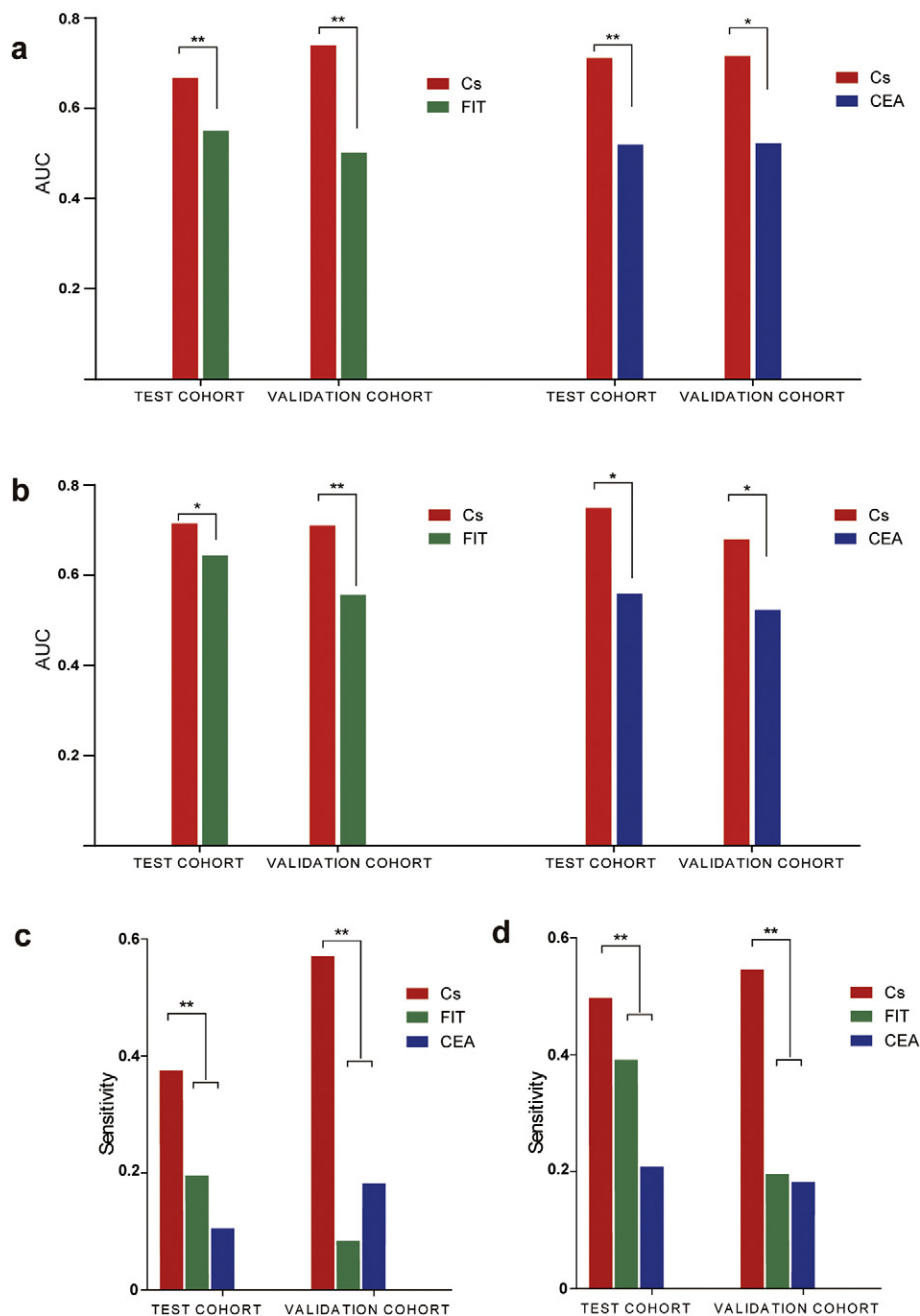 a
0.8
**
**
**
*
Cs
FIT
Cs
CEA
0.6
AUC
0.4
0.2
TEST COHORT VALIDATION COHORT TEST COHORT VALIDATION COHORT
b
0.8
*
**
*
*
Cs
FIT
Cs
CEA
0.6
AUC
0.4
0.2
TEST COHORT VALIDATION COHORT TEST COHORT VALIDATION COHORT
c
0.6
**
**
Cs
FIT
CEA
0.4
Sensitivity
0.2
0
TEST COHORT VALIDATION COHORT
d
0.6
**
**
Cs
FIT
CEA
0.4
Sensitivity
0.2
0
TEST COHORT VALIDATION COHORT